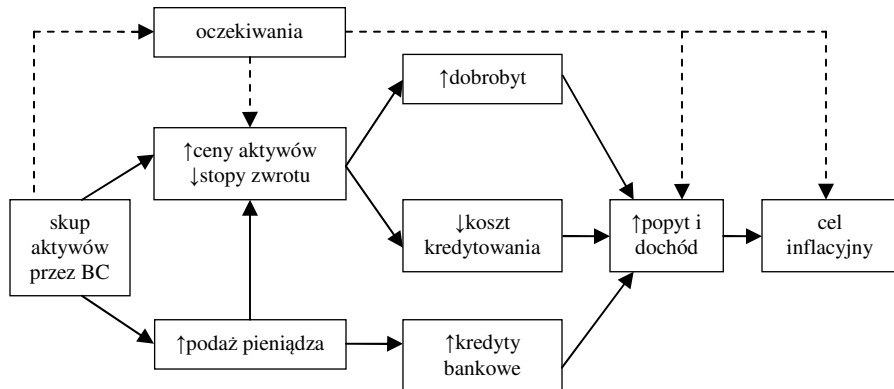 oczekiwania
↑dobrobyt
↑ceny aktywów
↓stopy zwrotu
skup
aktywów
przez BC
↓koszt
kredytowania
↑popyt i
dochód
cel
inflacyjny
↑podaż pieniądza
↑kredyty
bankowe